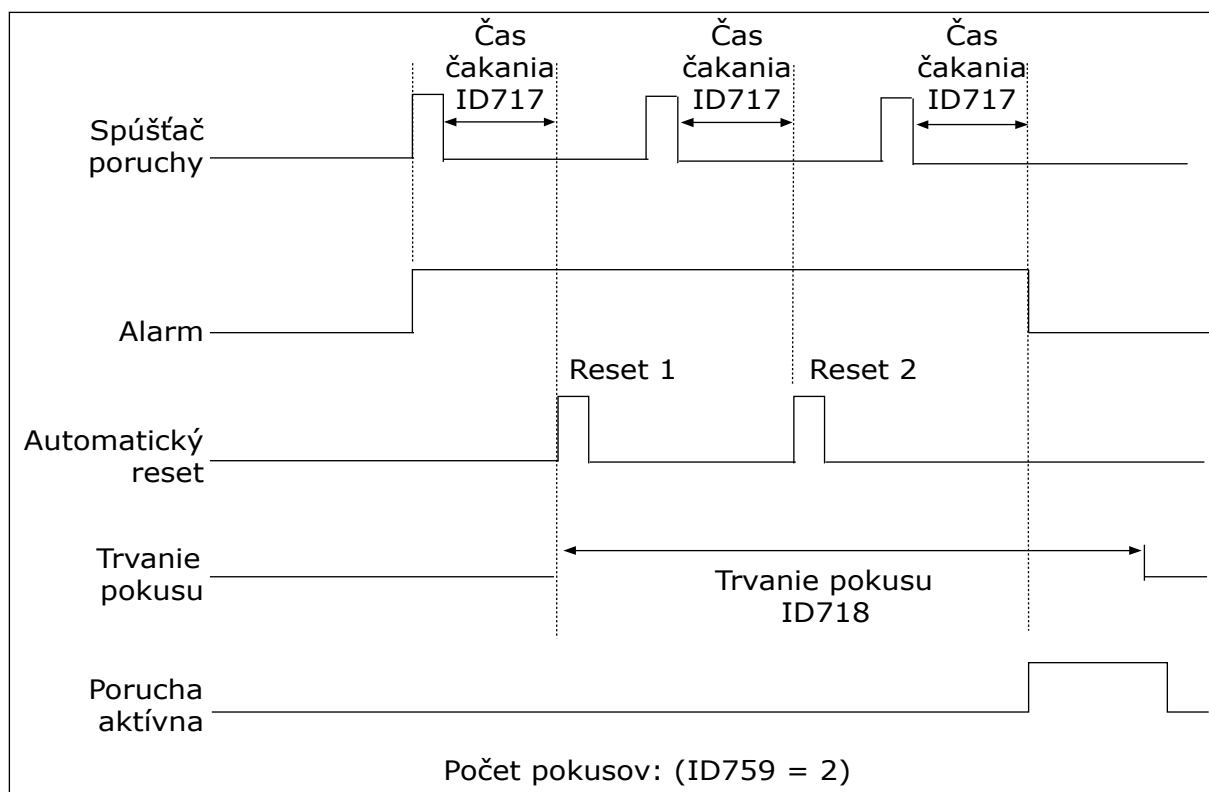 Čas
čakania
ID717
Čas
čakania
ID717
Čas
čakania
ID717
Spúšťač
poruchy
Alarm
Reset 1
Reset 2
Automatický
reset
Trvanie
pokusu
Trvanie pokusu
ID718
Porucha
aktívna
Počet pokusov: (ID759 = 2)